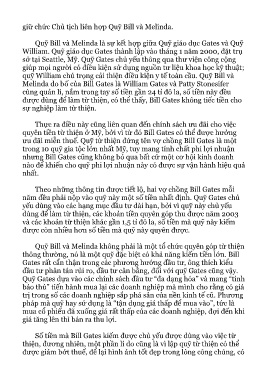 giữ chức Chủ tịch liên hợp Quỹ Bill và Melinda.
Quỹ Bill và Melinda là sự kết hợp giữa Quỹ giáo dục Gates và Quỹ
William. Quỹ giáo dục Gates thành lập vào tháng 1 năm 2000, đặt trụ
sở tại Seattle, Mỹ. Quỹ Gates chủ yếu thông qua thư viện công cộng
giúp mọi người có điều kiện sử dụng nguồn tư liệu khoa học kỹ thuật;
quỹ William chú trọng cải thiện điều kiện y tế toàn cầu. Quỹ Bill và
Melinda do bố của Bill Gates là William Gates và Patty Stonesifer
cùng quản lí, nắm trong tay số tiền gần 24 tỉ đô la, số tiền này đều
được dùng để làm từ thiện, có thể thấy, Bill Gates không tiếc tiền cho
sự nghiệp làm từ thiện.
Thực ra điều này cũng liên quan đến chính sách ưu đãi cho việc
quyên tiền từ thiện ở Mỹ, bởi vì từ đó Bill Gates có thể được hưởng
ưu đãi miễn thuế. Quỹ từ thiện đứng tên vợ chồng Bill Gates là một
trong 10 quỹ gia tộc lớn nhất Mỹ, tuy mang tính chất phi lợi nhuận
nhưng Bill Gates cũng không bỏ qua bất cứ một cơ hội kinh doanh
nào để khiến cho quỹ phi lợi nhuận này có được sự vận hành hiệu quả
nhất.
Theo những thông tin được tiết lộ, hai vợ chồng Bill Gates mỗi
năm đều phải nộp vào quỹ này một số tiền nhất định. Quỹ Gates chủ
yếu dùng vào các hạng mục đầu tư dài hạn, bởi vì quỹ này chủ yếu
dùng để làm từ thiện, các khoản tiền quyên góp thu được năm 2003
và các khoản từ thiện khác gần 1,5 tỉ đô la, số tiền mà quỹ này kiếm
được còn nhiều hơn số tiền mà quỹ này quyên được.
Quỹ Bill và Melinda không phải là một tổ chức quyên góp từ thiện
thông thường, nó là một quỹ đặc biệt có khả năng kiếm tiền lớn. Bill
Gates rất cẩn thận trong các phương hướng đầu tư, ông thích kiểu
đầu tư phân tán rủi ro, đầu tư cân bằng, đối với quỹ Gates cũng vậy.
Quỹ Gates dựa vào các chính sách đầu tư “đa dạng hóa” và mang “tính
bảo thủ” tiến hành mua lại các doanh nghiệp mà mình cho rằng có giá
trị trong số các doanh nghiệp sắp phá sản của nền kinh tế cũ. Phương
pháp mà quỹ hay sử dụng là “tận dụng giá thấp để mua vào”, tức là
mua cổ phiếu đã xuống giá rất thấp của các doanh nghiệp, đợi đến khi
giá tăng lên thì bán ra thu lợi.
Số tiền mà Bill Gates kiếm được chủ yếu được dùng vào việc từ
thiện, đương nhiên, một phần lí do cũng là vì lập quỹ từ thiện có thể
được giảm bớt thuế, để lại hình ảnh tốt đẹp trong lòng công chúng, có